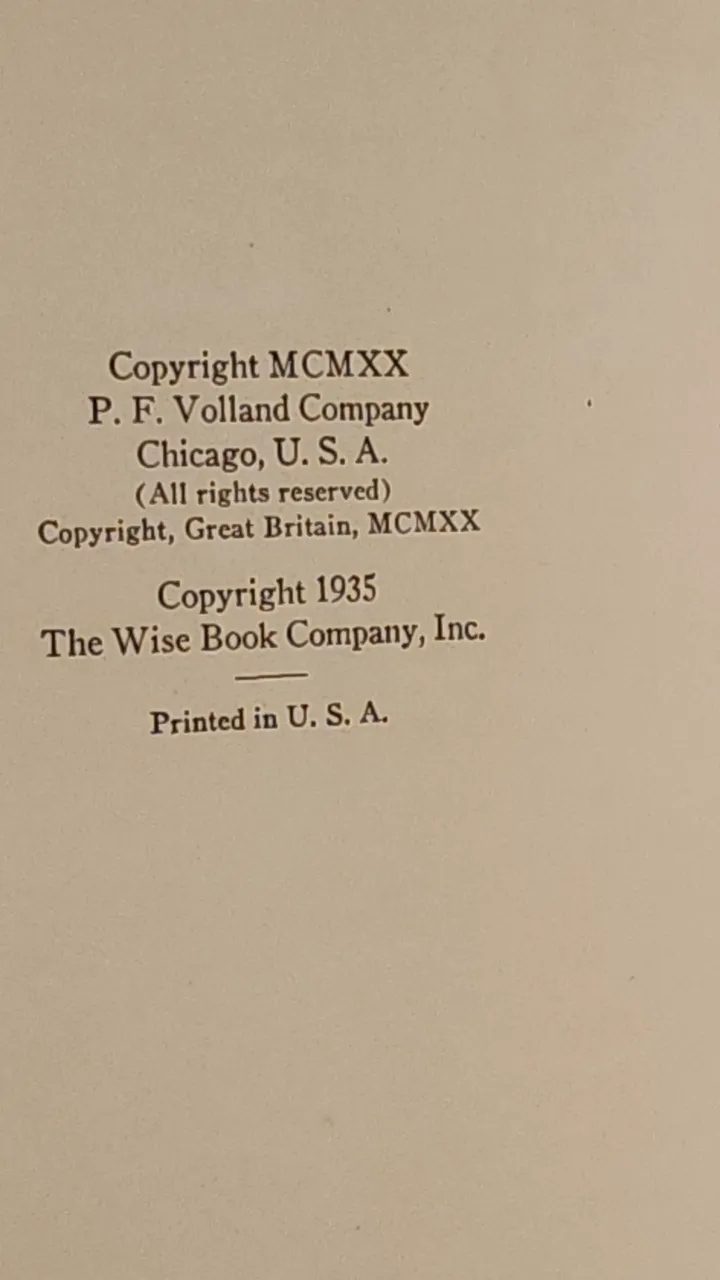 Copyright MCMXX
P. F. Volland Company
Chicago, U. S. A.
(All rights reserved)
Copyright, Great Britain, MCMXX
Copyright 1935
The Wise Book Company, Inc.
Printed in U. S. A.